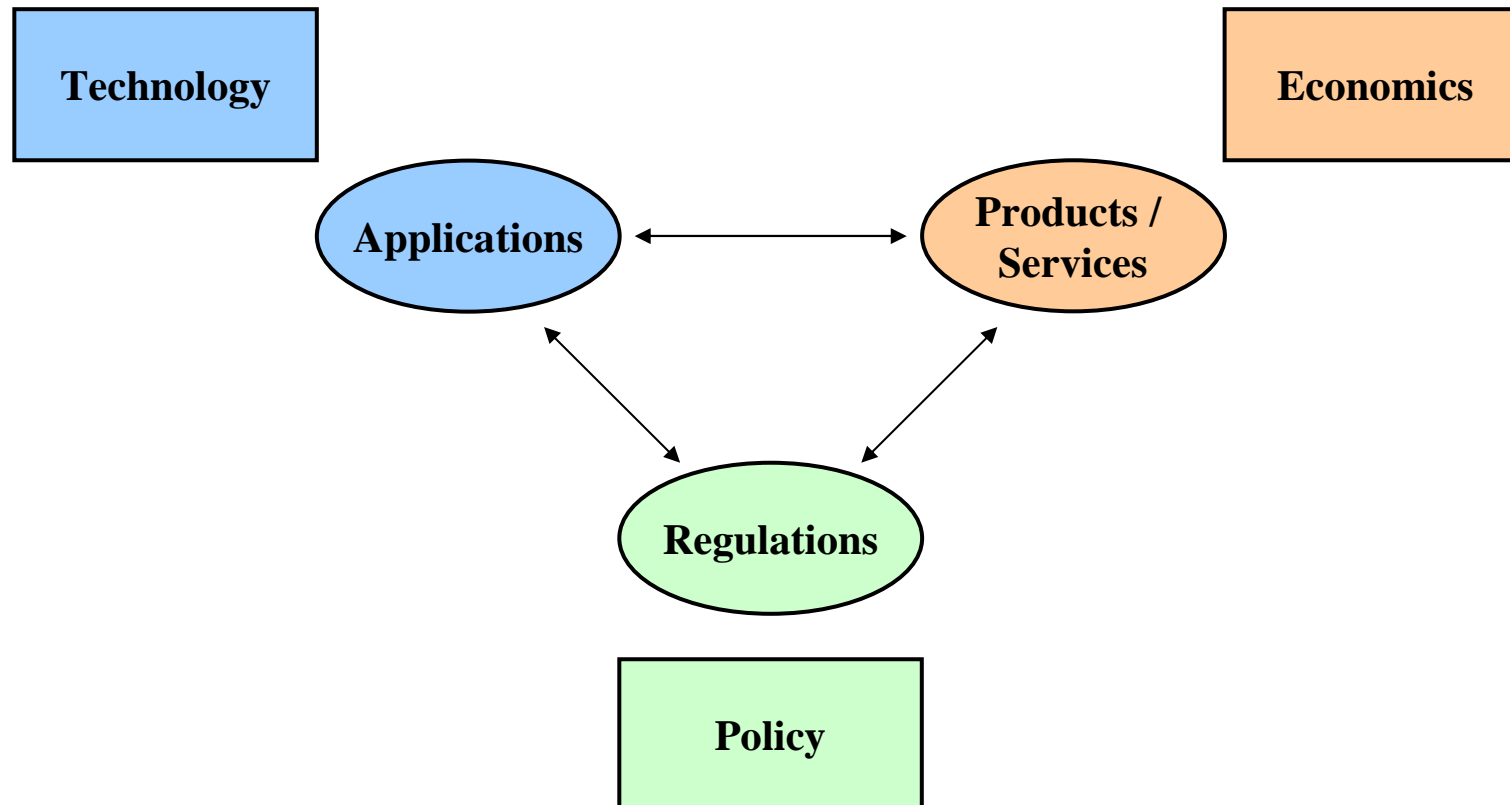 Technology
Economics
Applications
Products /
Services
Regulations
Policy